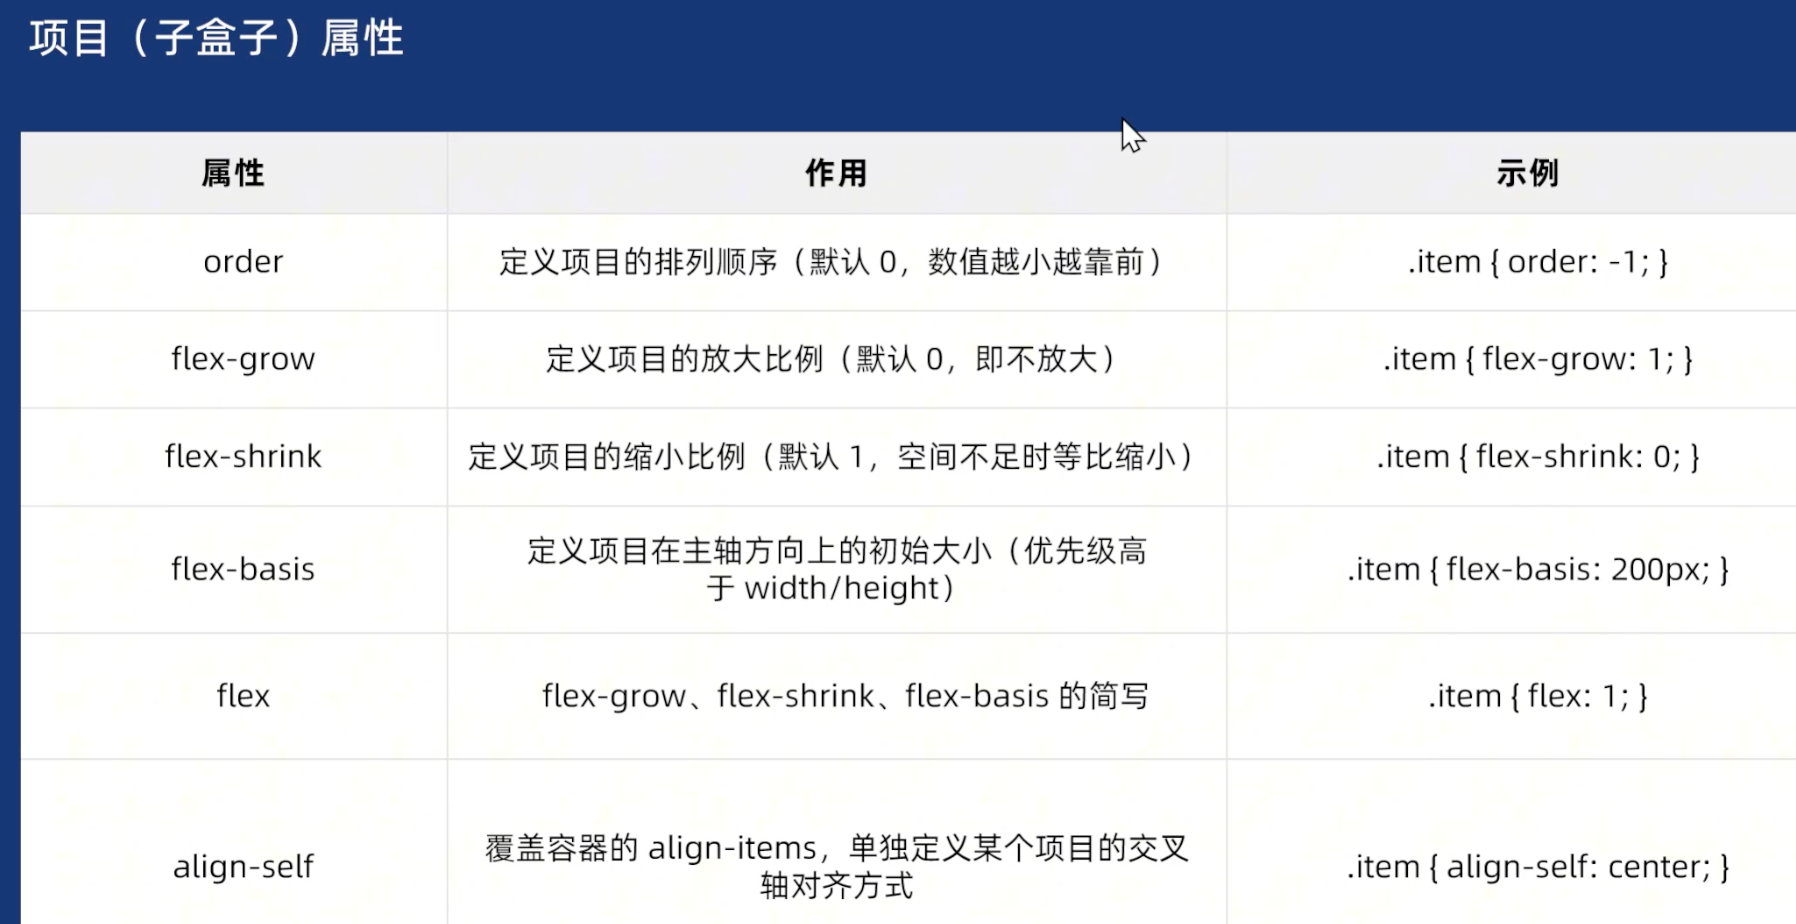 项目（子盒子）属性
属性 作用 示例
order 定义项目的排列顺序（默认 0，数值越小越靠前） .item { order: -1; }
flex-grow 定义项目的放大比例（默认 0，即不放大） .item { flex-grow: 1; }
flex-shrink 定义项目的缩小比例（默认 1，空间不足时等比缩小） .item { flex-shrink: 0; }
flex-basis 定义项目在主轴方向上的初始大小（优先级高
于 width/height） .item { flex-basis: 200px; }
flex flex-grow、flex-shrink、flex-basis 的简写 .item { flex: 1; }
align-self 覆盖容器的 align-items，单独定义某个项目的交叉
轴对齐方式 .item { align-self: center; }